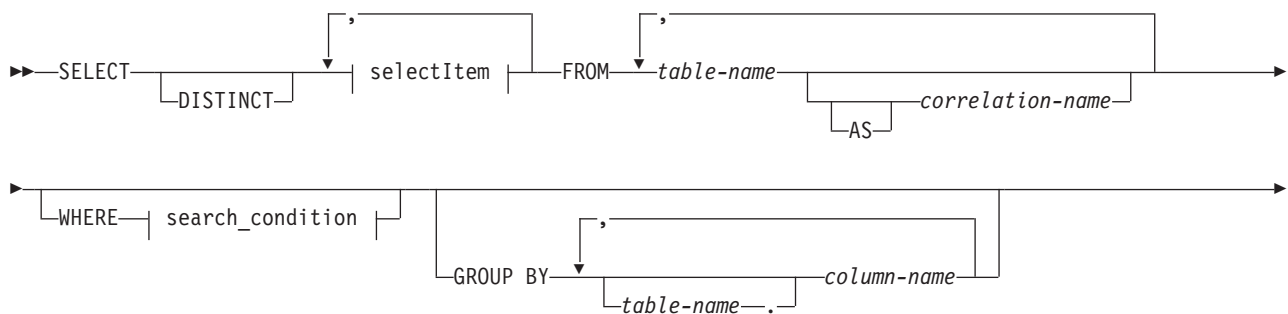 , ,
SELECT DISTINCT selectItem FROM table-name AS correlation-name
WHERE search_condition
,
GROUP BY table-name . column-name